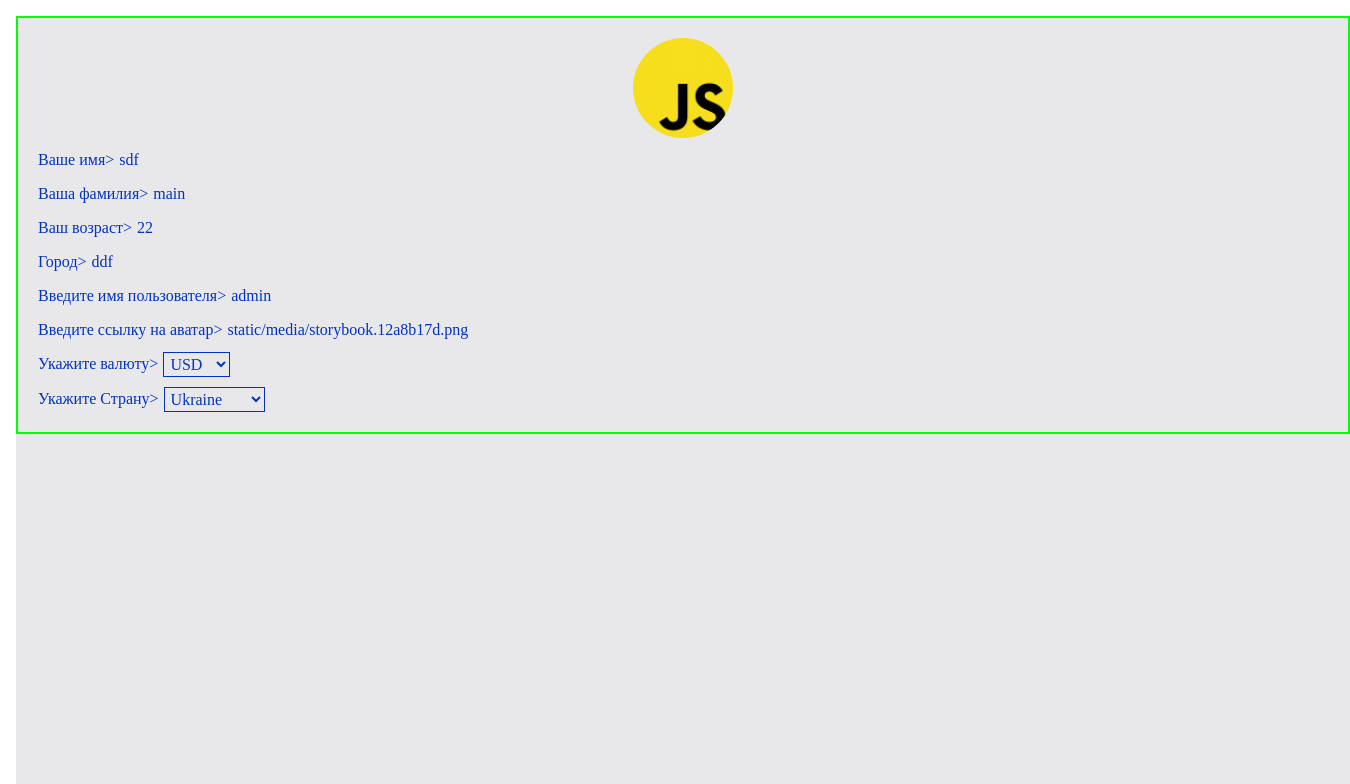 JS
Ваше имя> sdf
Ваша фамилия> main
Ваш возраст> 22
Город> ddf
Введите имя пользователя> admin
Введите ссылку на аватар> static/media/storybook.12a8b17d.png
Укажите валюту> USD
Укажите Страну> Ukraine